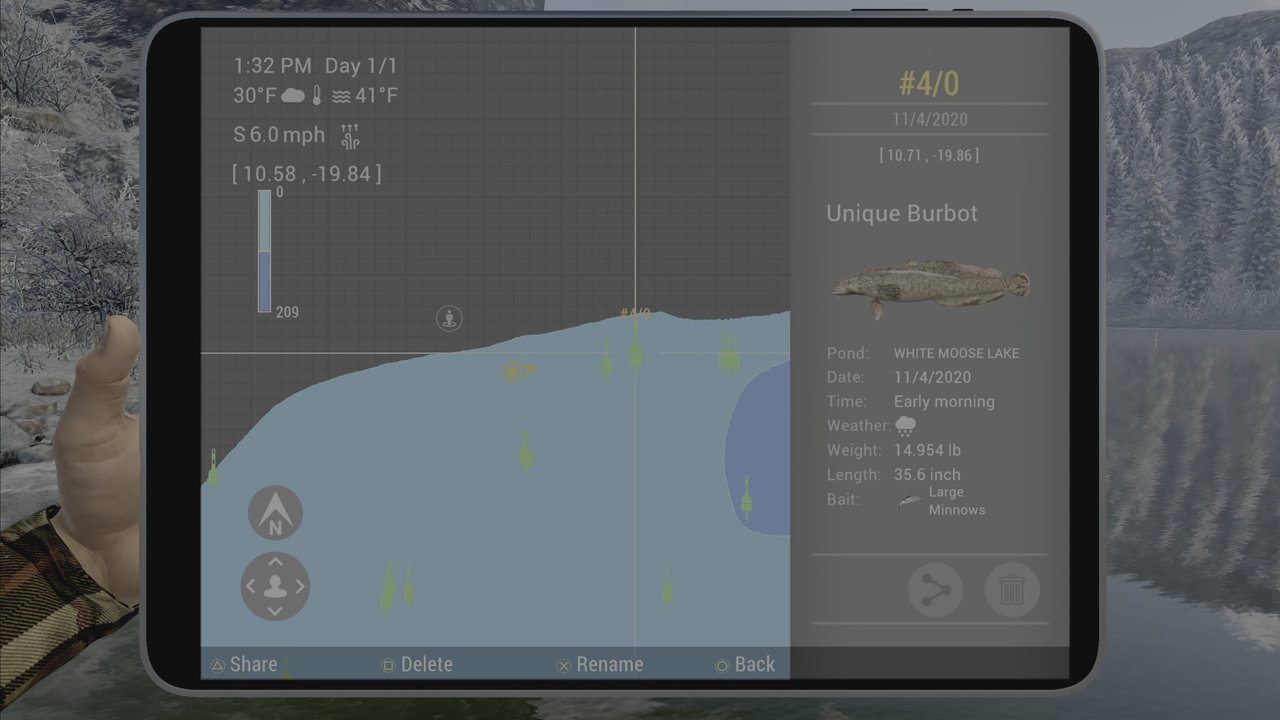 1:32 PM Day 1/1
30°F 41°F
S 6.0 mph
[ 10.58 , -19.84 ]
0
209
#4/0
N
Share
Delete
Rename
Back
#4/0
11/4/2020
[ 10.71 , -19.86 ]
Unique Burbot
Pond: WHITE MOOSE LAKE
Date: 11/4/2020
Time: Early morning
Weather:
Weight: 14.954 lb
Length: 35.6 inch
Bait: Large
Minnows